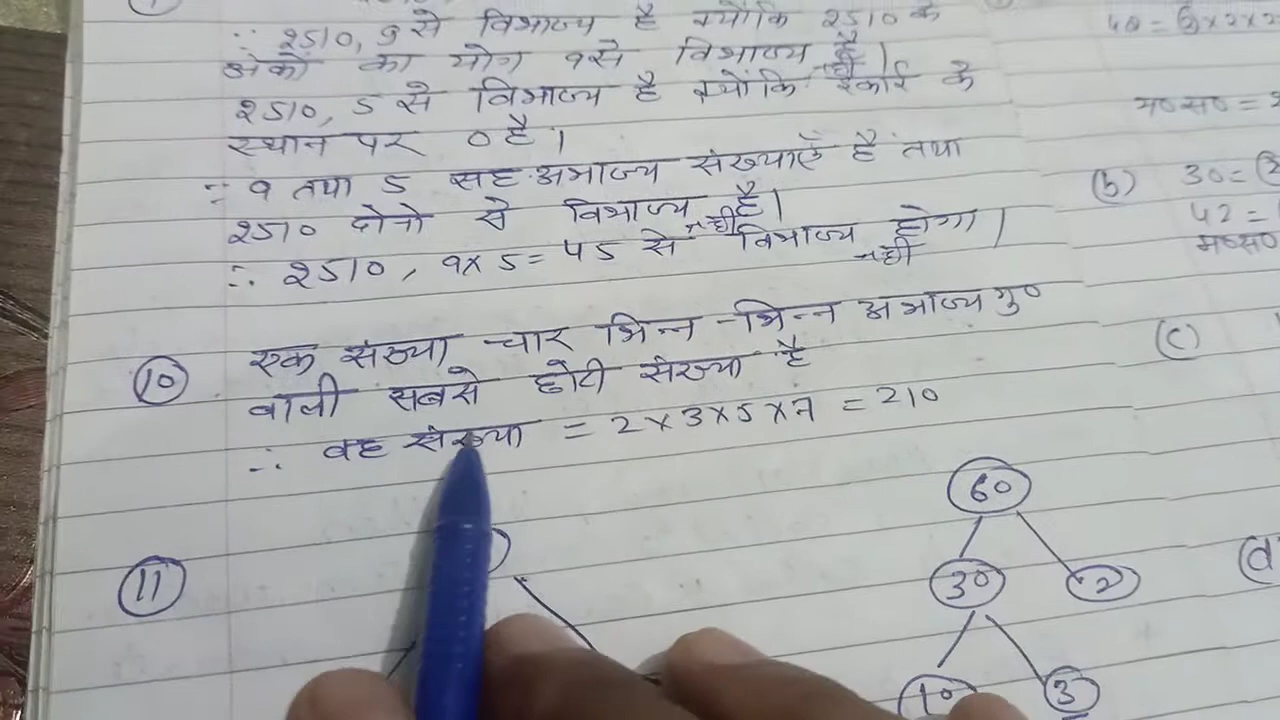 ∵ 2510, 9 से विभाज्य है क्योंकि 2510 के
अंको का योग 9 से विभाज्य है।
नहीं
2510, 5 से विभाज्य है क्योंकि इकाई के
स्थान पर 0 है।
∵ 9 तथा 5 सह अभाज्य संख्याएँ है तथा
2510 दोनो से विभाज्य है।
नहीं
∴ 2510, 9×5=45 से विभाज्य होगा।
नहीं
10 एक संख्या चार भिन्न-भिन्न अभाज्य गु०
वाली सबसे छोटी संख्या है
∴ वह संख्या = 2×3×5×7 = 210
11
60
30 2
10 3
म०स० =
(b) 30=
42 =
म०स०
(c)
(d